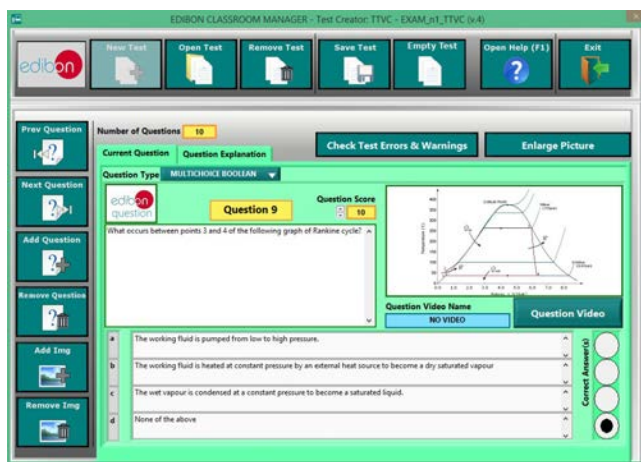 EDIBON CLASSROOM MANAGER - Test Creator: TTVC - EXAM_n1_TTVC (v.4)
edibon
New Test
Open Test
Remove Test
Save Test
Empty Test
Open Help (F1)
Exit
Prev Question
Next Question
Add Question
Remove Question
Add Img
Remove Img
Number of Questions 10
Check Test Errors & Warnings
Enlarge Picture
Current Question
Question Explanation
Question Type MULTICHOICE BOOLEAN
edibon
question
Question 9
Question Score
10
What occurs between points 3 and 4 of the following graph of Rankine cycle?
Question Video Name
NO VIDEO
Question Video
a The working fluid is pumped from low to high pressure.
b The working fluid is heated at constant pressure by an external heat source to become a dry saturated vapour
c The wet vapour is condensed at a constant pressure to become a saturated liquid.
d None of the above
Correct Answer(s)